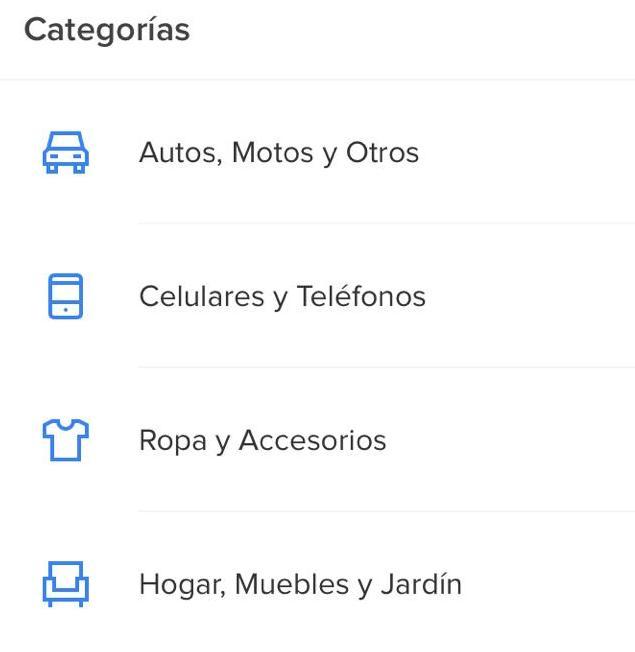 Categorías
Autos, Motos y Otros
Celulares y Teléfonos
Ropa y Accesorios
Hogar, Muebles y Jardín